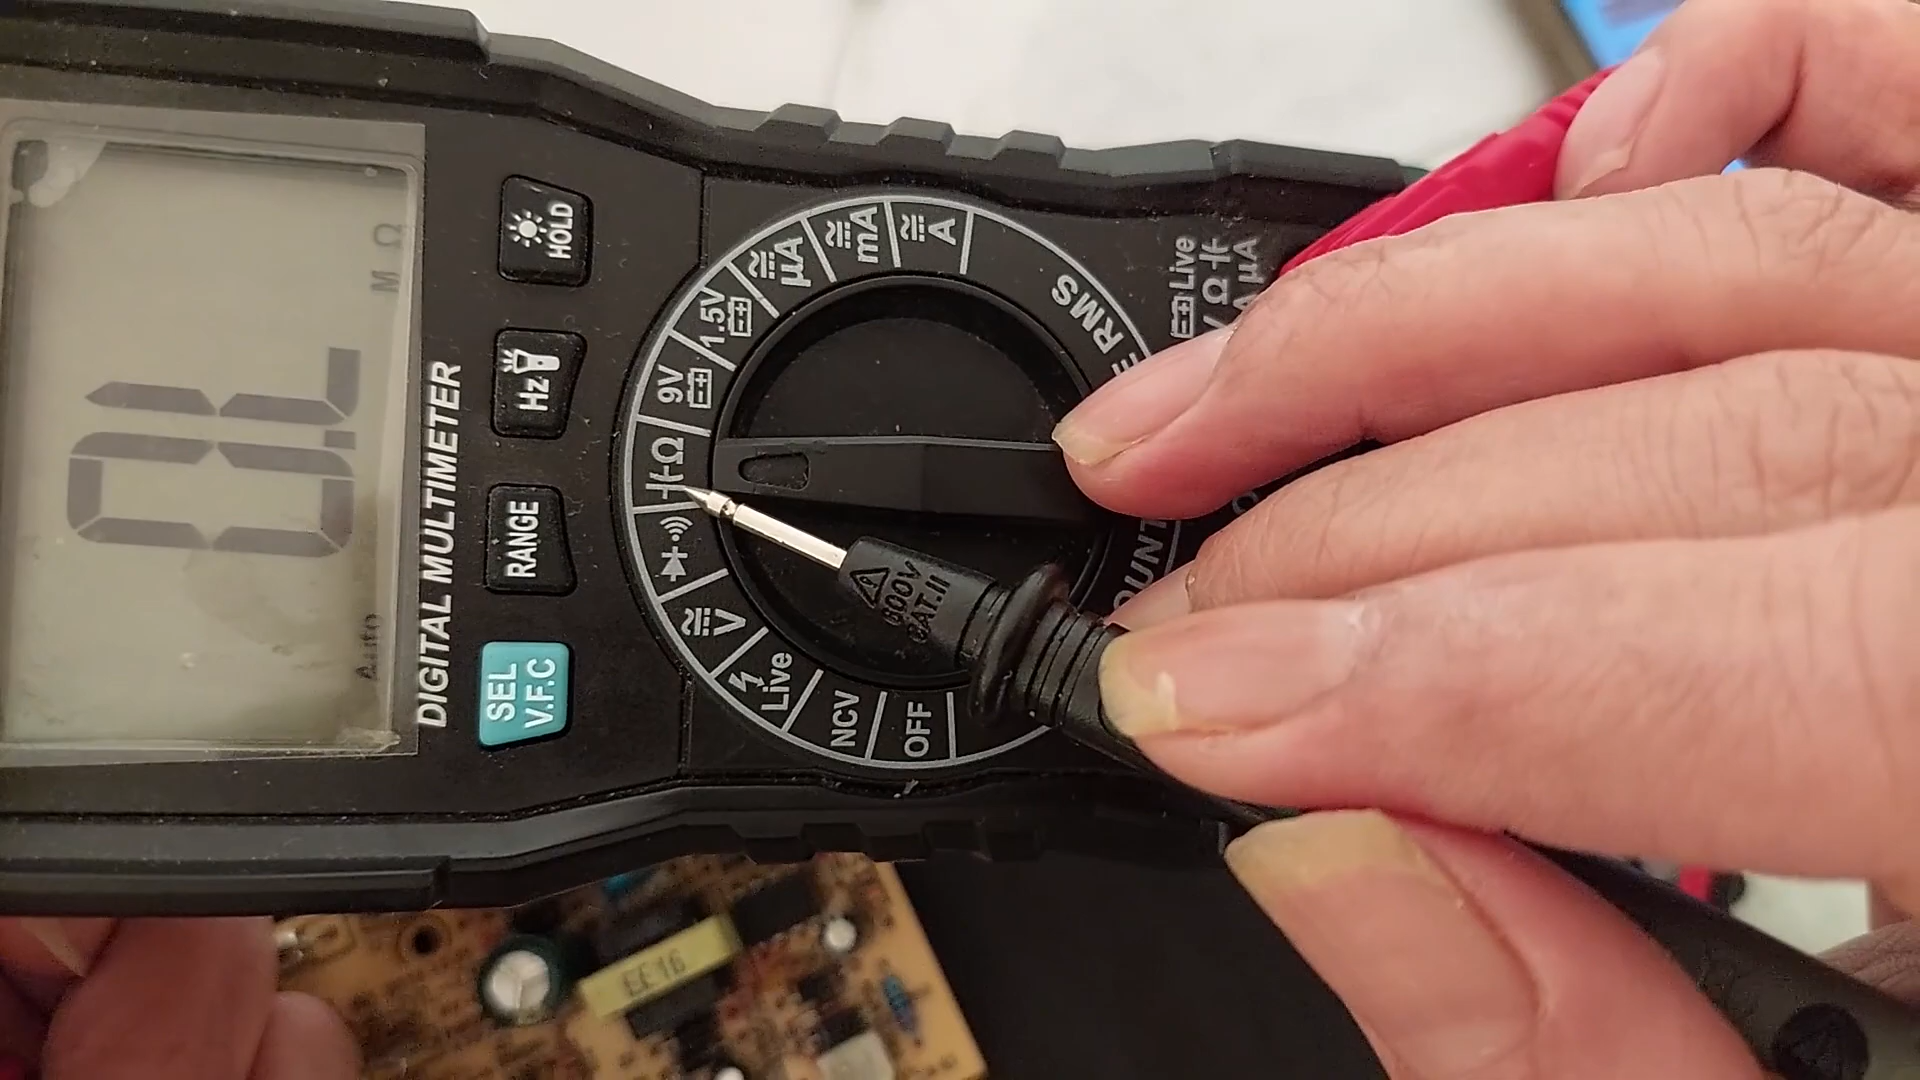 OL
M Ω
Auto
DIGITAL MULTIMETER
HOLD
Hz
RANGE
SEL
V.F.C
A
mA
µA
1.5V
9V
Ω
V
Live
NCV
OFF
RMS
Live
Ω
µA
600V
CAT.II
EE16